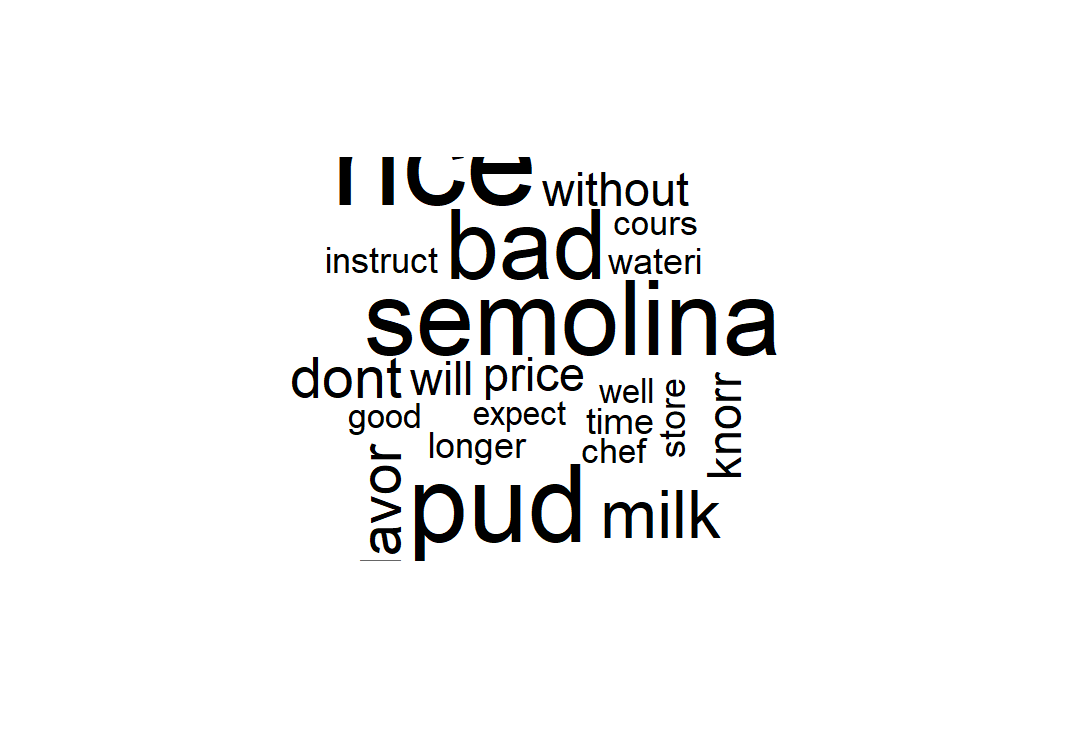 rice
without
bad
cours
instruct
wateri
semolina
dont
will
price
well
store
knorr
good
expect
time
longer
chef
avor
pud
milk